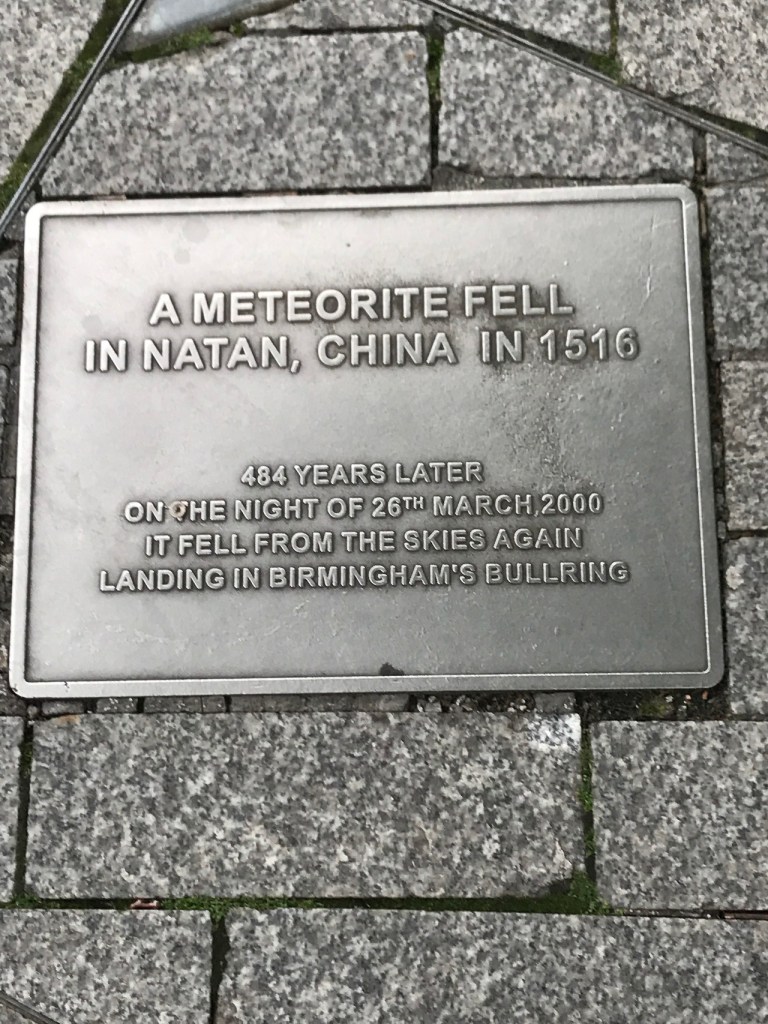 A METEORITE FELL
IN NATAN, CHINA IN 1516
484 YEARS LATER
ON THE NIGHT OF 26TH MARCH,2000
IT FELL FROM THE SKIES AGAIN
LANDING IN BIRMINGHAM'S BULLRING